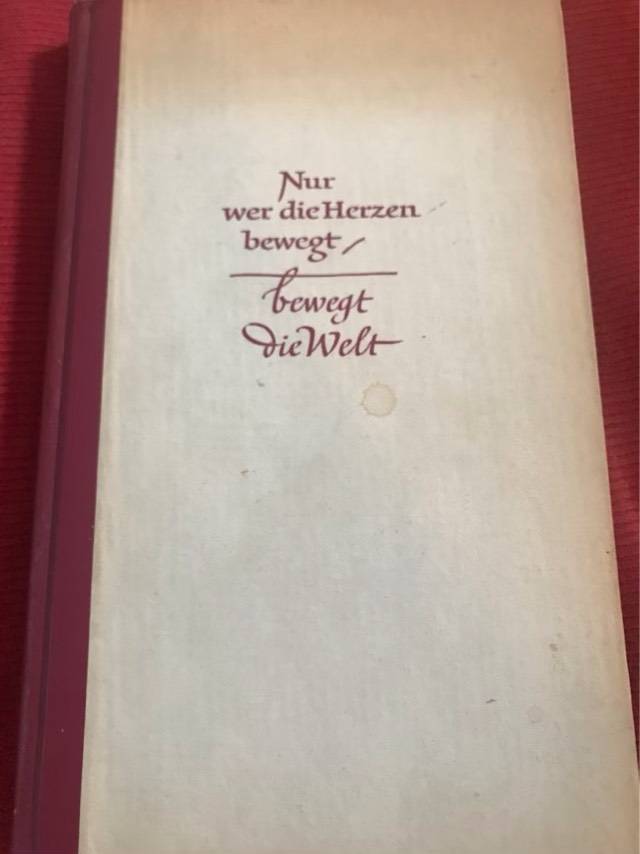 Nur
wer die Herzen
bewegt /
bewegt
die Welt